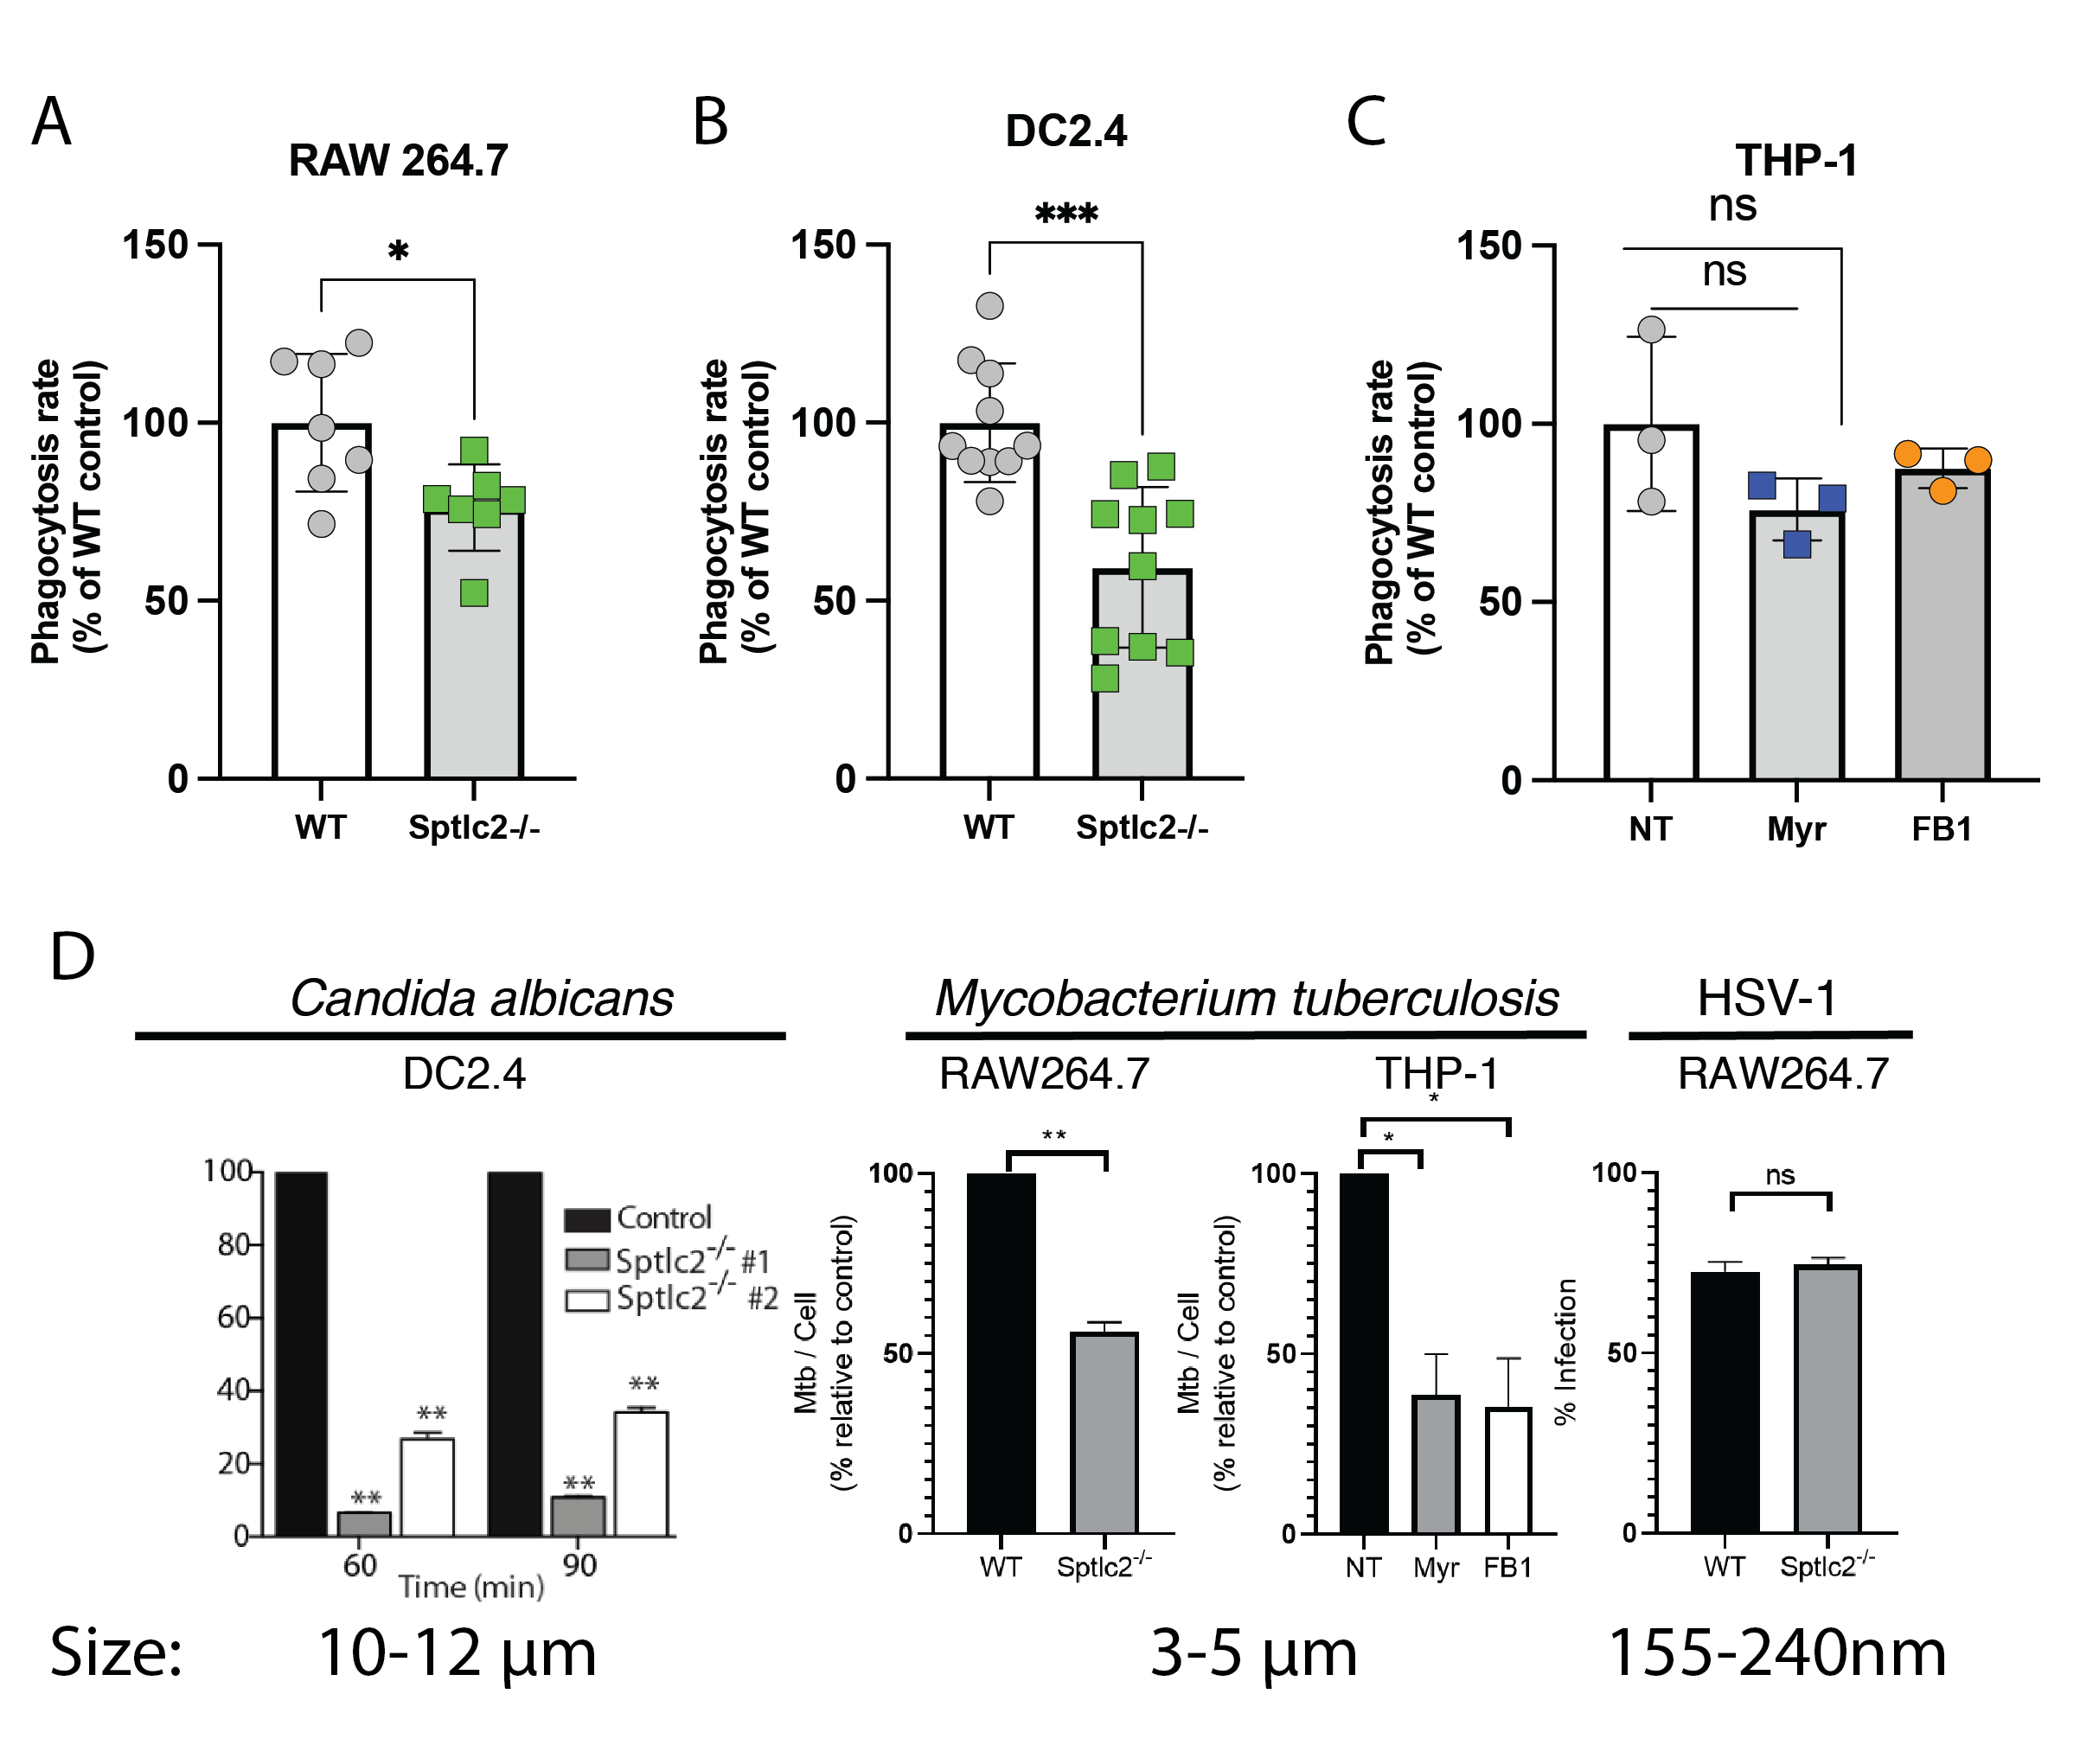 A
RAW 264.7
*
Phagocytosis rate
(% of WT control)
150
100
50
0
WT
Sptlc2-/-
B
DC2.4
***
Phagocytosis rate
(% of WT control)
150
100
50
0
WT
Sptlc2-/-
C
THP-1
ns
ns
Phagocytosis rate
(% of WT control)
150
100
50
0
NT
Myr
FB1
D
Candida albicans
DC2.4
100
80
60
40
20
0
**
**
**
**
Control
Sptlc2-/- #1
Sptlc2-/- #2
60
90
Time (min)
Mycobacterium tuberculosis
RAW264.7
**
Mtb / Cell
(% relative to control)
100
50
0
WT
Sptlc2-/-
THP-1
*
*
Mtb / Cell
(% relative to control)
100
50
0
NT
Myr
FB1
HSV-1
RAW264.7
ns
% Infection
100
50
0
WT
Sptlc2-/-
Size:
10-12 µm
3-5 µm
155-240nm